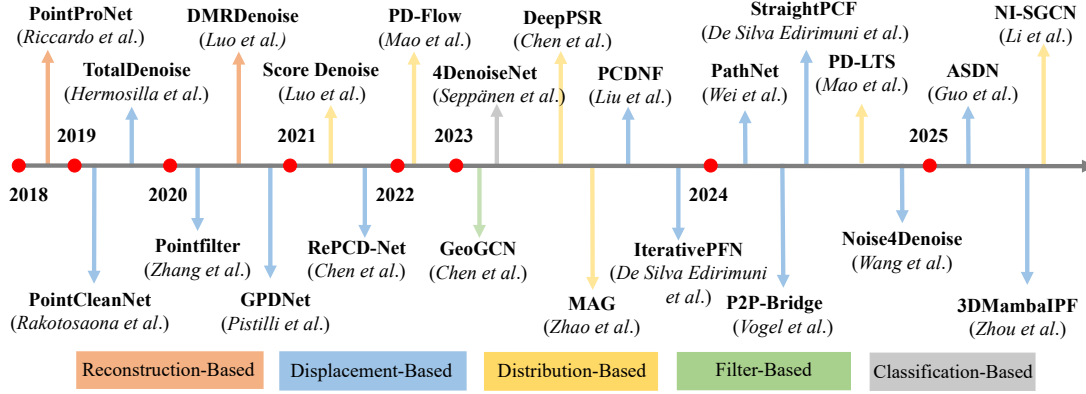 PointProNet
(Riccardo et al.)
DMRDenoise
(Luo et al.)
PD-Flow
(Mao et al.)
DeepPSR
(Chen et al.)
StraightPCF
(De Silva Edirimuni et al.)
NI-SGCN
(Li et al.)
TotalDenoise
(Hermosilla et al.)
Score Denoise
(Luo et al.)
4DenoiseNet
(Seppänen et al.)
PCDNF
(Liu et al.)
PathNet
(Wei et al.)
PD-LTS
(Mao et al.)
ASDN
(Guo et al.)
2019
2021
2023
2025
2018
2020
2022
2024
Pointfilter
(Zhang et al.)
RePCD-Net
(Chen et al.)
GeoGCN
(Chen et al.)
IterativePFN
(De Silva Edirimuni
et al.)
Noise4Denoise
(Wang et al.)
PointCleanNet
(Rakotosaona et al.)
GPDNet
(Pistilli et al.)
MAG
(Zhao et al.)
P2P-Bridge
(Vogel et al.)
3DMambaIPF
(Zhou et al.)
Reconstruction-Based
Displacement-Based
Distribution-Based
Filter-Based
Classification-Based